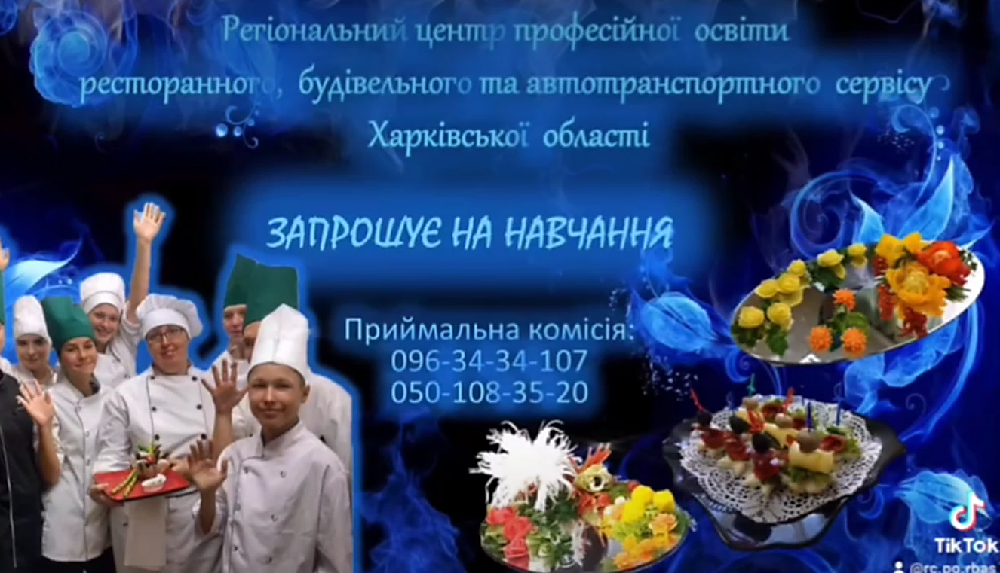 Регіональний центр професійної освіти
ресторанного, будівельного та автотранспортного сервісу
Харківської області
ЗАПРОШУЄ НА НАВЧАННЯ
Приймальна комісія:
096-34-34-107
050-108-35-20
TikTok
@rc.po.rbas